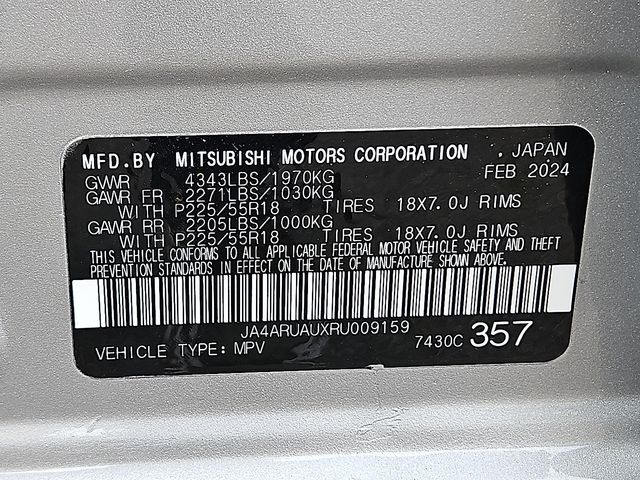 MFD.BY MITSUBISHI MOTORS CORPORATION , JAPAN
GVWR 4343LBS/1970KG FEB 2024
GAWR FR 2271LBS/1030KG
WITH P225/55R18 TIRES 18X7.0J RIMS
GAWR RR 2205LBS/1000KG
WITH P225/55R18 TIRES 18X7.0J RIMS
THIS VEHICLE CONFORMS TO ALL APPLICABLE FEDERAL MOTOR VEHICLE SAFETY AND THEFT
PREVENTION STANDARDS IN EFFECT ON THE DATE OF MANUFACTURE SHOWN ABOVE.
JA4ARUAUXRU009159
VEHICLE TYPE: MPV 7430C 357